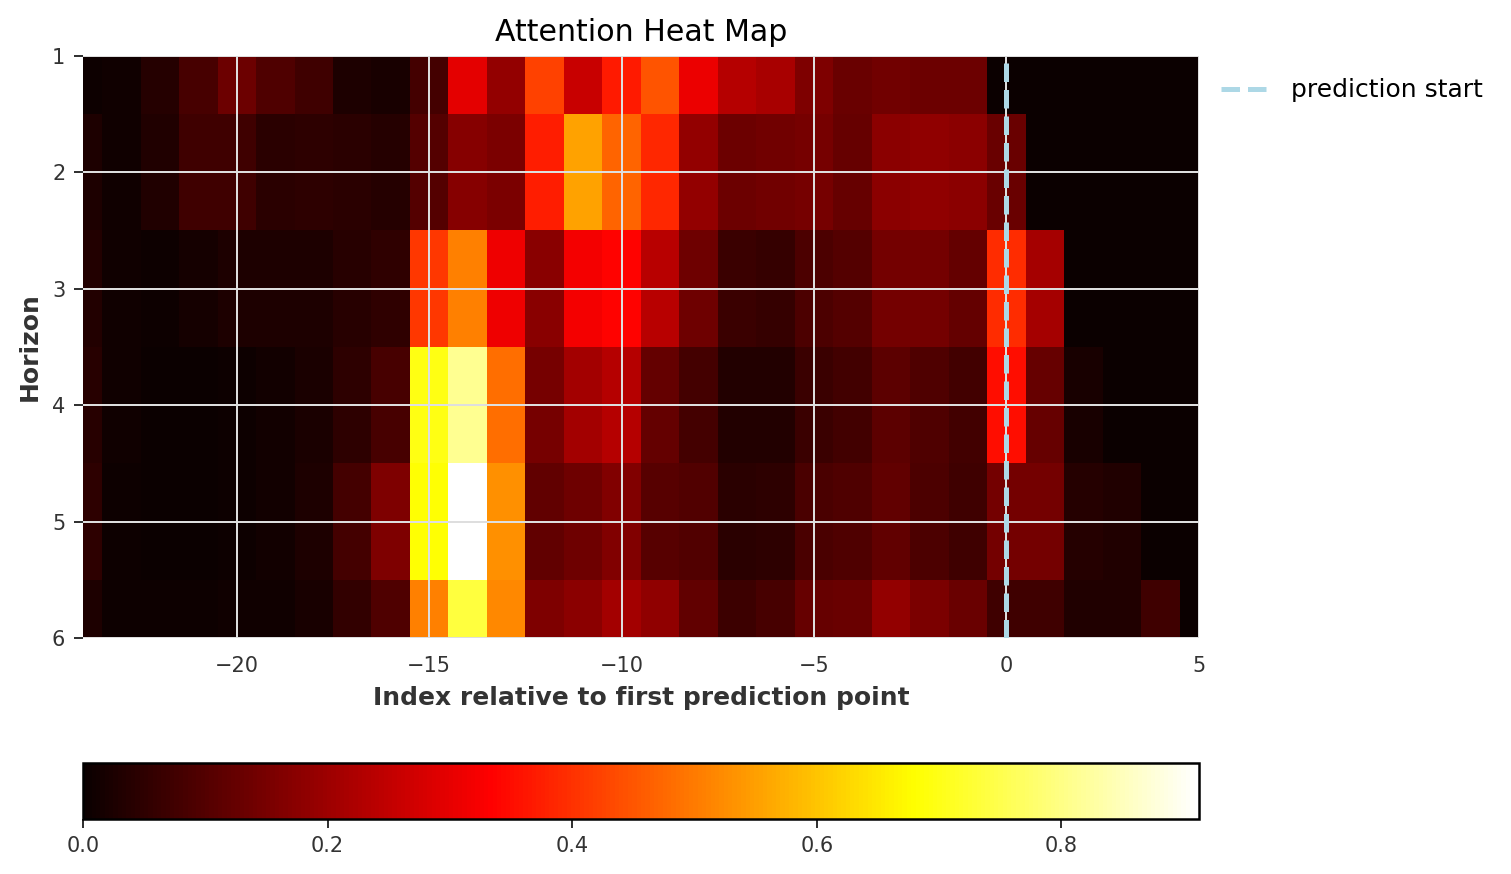 Attention Heat Map
prediction start
Horizon
1
2
3
4
5
6
−20 −15 −10 −5 0 5
Index relative to first prediction point
0.0 0.2 0.4 0.6 0.8